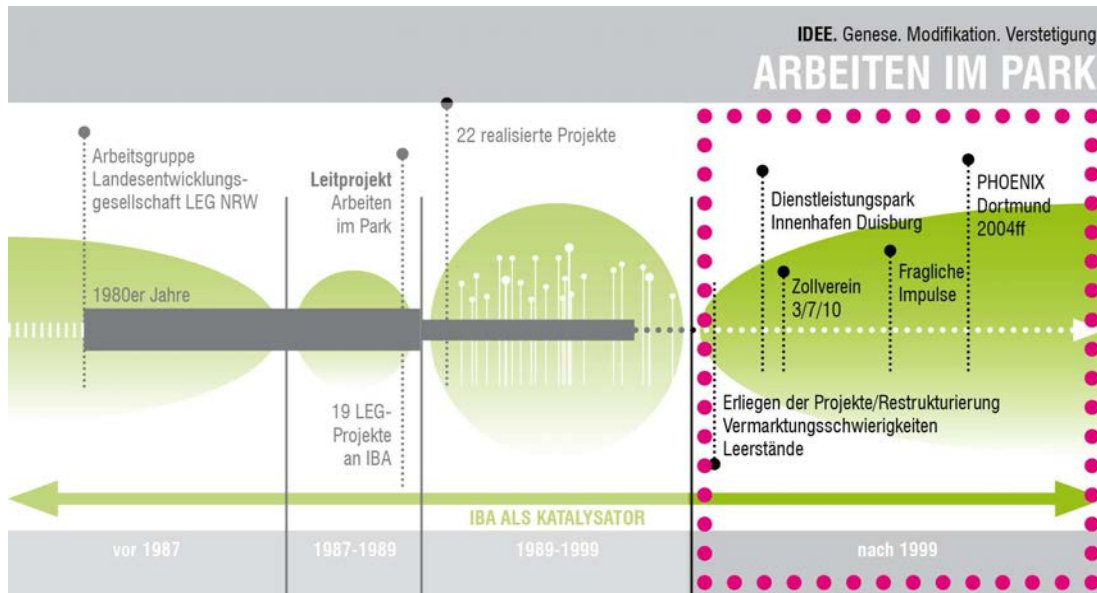 IDEE. Genese. Modifikation. Verstetigung
ARBEITEN IM PARK
Arbeitsgruppe
Landesentwicklungs-
gesellschaft LEG NRW
1980er Jahre
Leitprojekt
Arbeiten
im Park
19 LEG-
Projekte
an IBA
22 realisierte Projekte
Dienstleistungspark
Innenhafen Duisburg
Zollverein
3/7/10
Fragliche
Impulse
PHOENIX
Dortmund
2004ff
Erliegen der Projekte/Restrukturierung
Vermarktungsschwierigkeiten
Leerstände
IBA ALS KATALYSATOR
vor 1987
1987-1989
1989-1999
nach 1999